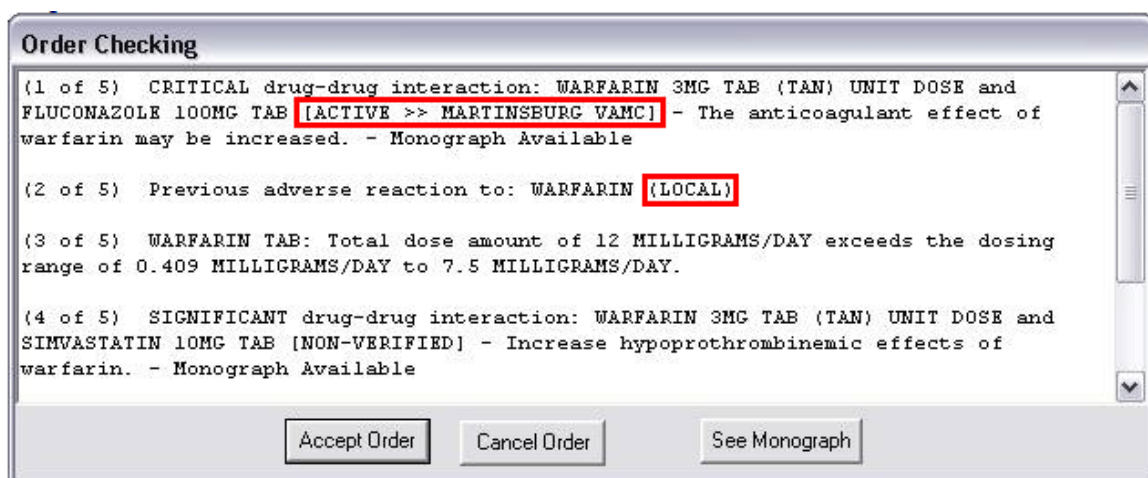 Order Checking
(1 of 5)  CRITICAL drug-drug interaction: WARFARIN 3MG TAB (TAN) UNIT DOSE and
FLUCONAZOLE 100MG TAB [ACTIVE >> MARTINSBURG VAMC] - The anticoagulant effect of
warfarin may be increased. - Monograph Available
(2 of 5)  Previous adverse reaction to: WARFARIN (LOCAL)
(3 of 5)  WARFARIN TAB: Total dose amount of 12 MILLIGRAMS/DAY exceeds the dosing
range of 0.409 MILLIGRAMS/DAY to 7.5 MILLIGRAMS/DAY.
(4 of 5)  SIGNIFICANT drug-drug interaction: WARFARIN 3MG TAB (TAN) UNIT DOSE and
SIMVASTATIN 10MG TAB [NON-VERIFIED] - Increase hypoprothrombinemic effects of
warfarin. - Monograph Available
Accept Order Cancel Order See Monograph